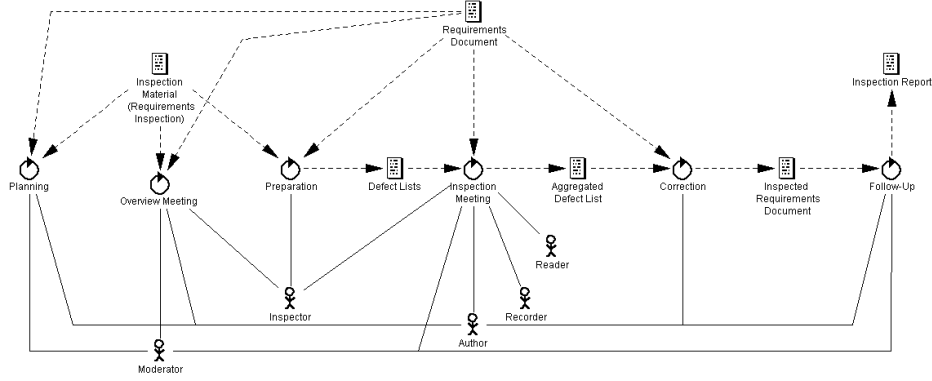 Requirements
Document
Inspection
Material
(Requirements
Inspection)
Inspection Report
Planning
Overview Meeting
Preparation
Defect Lists
Inspection
Meeting
Aggregated
Defect List
Correction
Inspected
Requirements
Document
Follow-Up
Reader
Inspector
Recorder
Author
Moderator